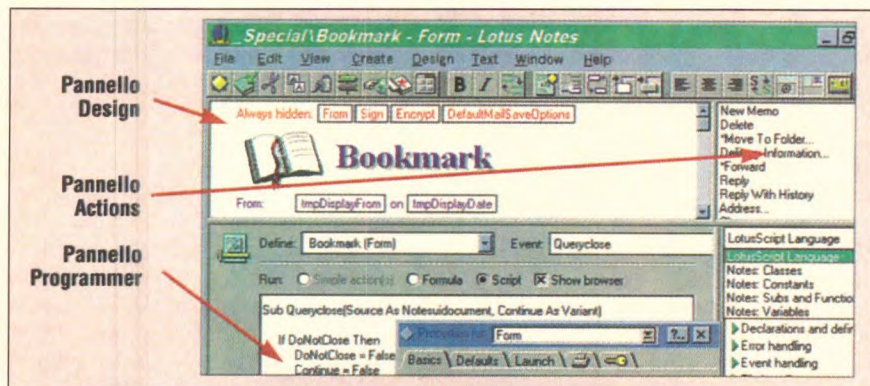 _Special\Bookmark - Form - Lotus Notes
File Edit View Create Design Text Window Help
B I
Pannello
Design
Always hidden: From Sign Encrypt DefaultMailSaveOptions
Bookmark
From: tmpDisplayFrom on tmpDisplayDate
New Memo
Delete
*Move To Folder...
Information...
*Forward
Reply
Reply With History
Address...
Pannello
Actions
Pannello
Programmer
Define: Bookmark (Form) Event: Queryclose
Run: Simple action(s) Formula Script Show browser
Sub Queryclose(Source As Notesuidocument, Continue As Variant)
If DoNotClose Then
DoNotClose = False
Continue = False
Properties for: Form
?..
Basics Defaults Launch
LotusScript Language
LotusScript Language
Notes: Classes
Notes: Constants
Notes: Subs and Functio
Notes: Variables
Declarations and defir
Error handling
Event handling